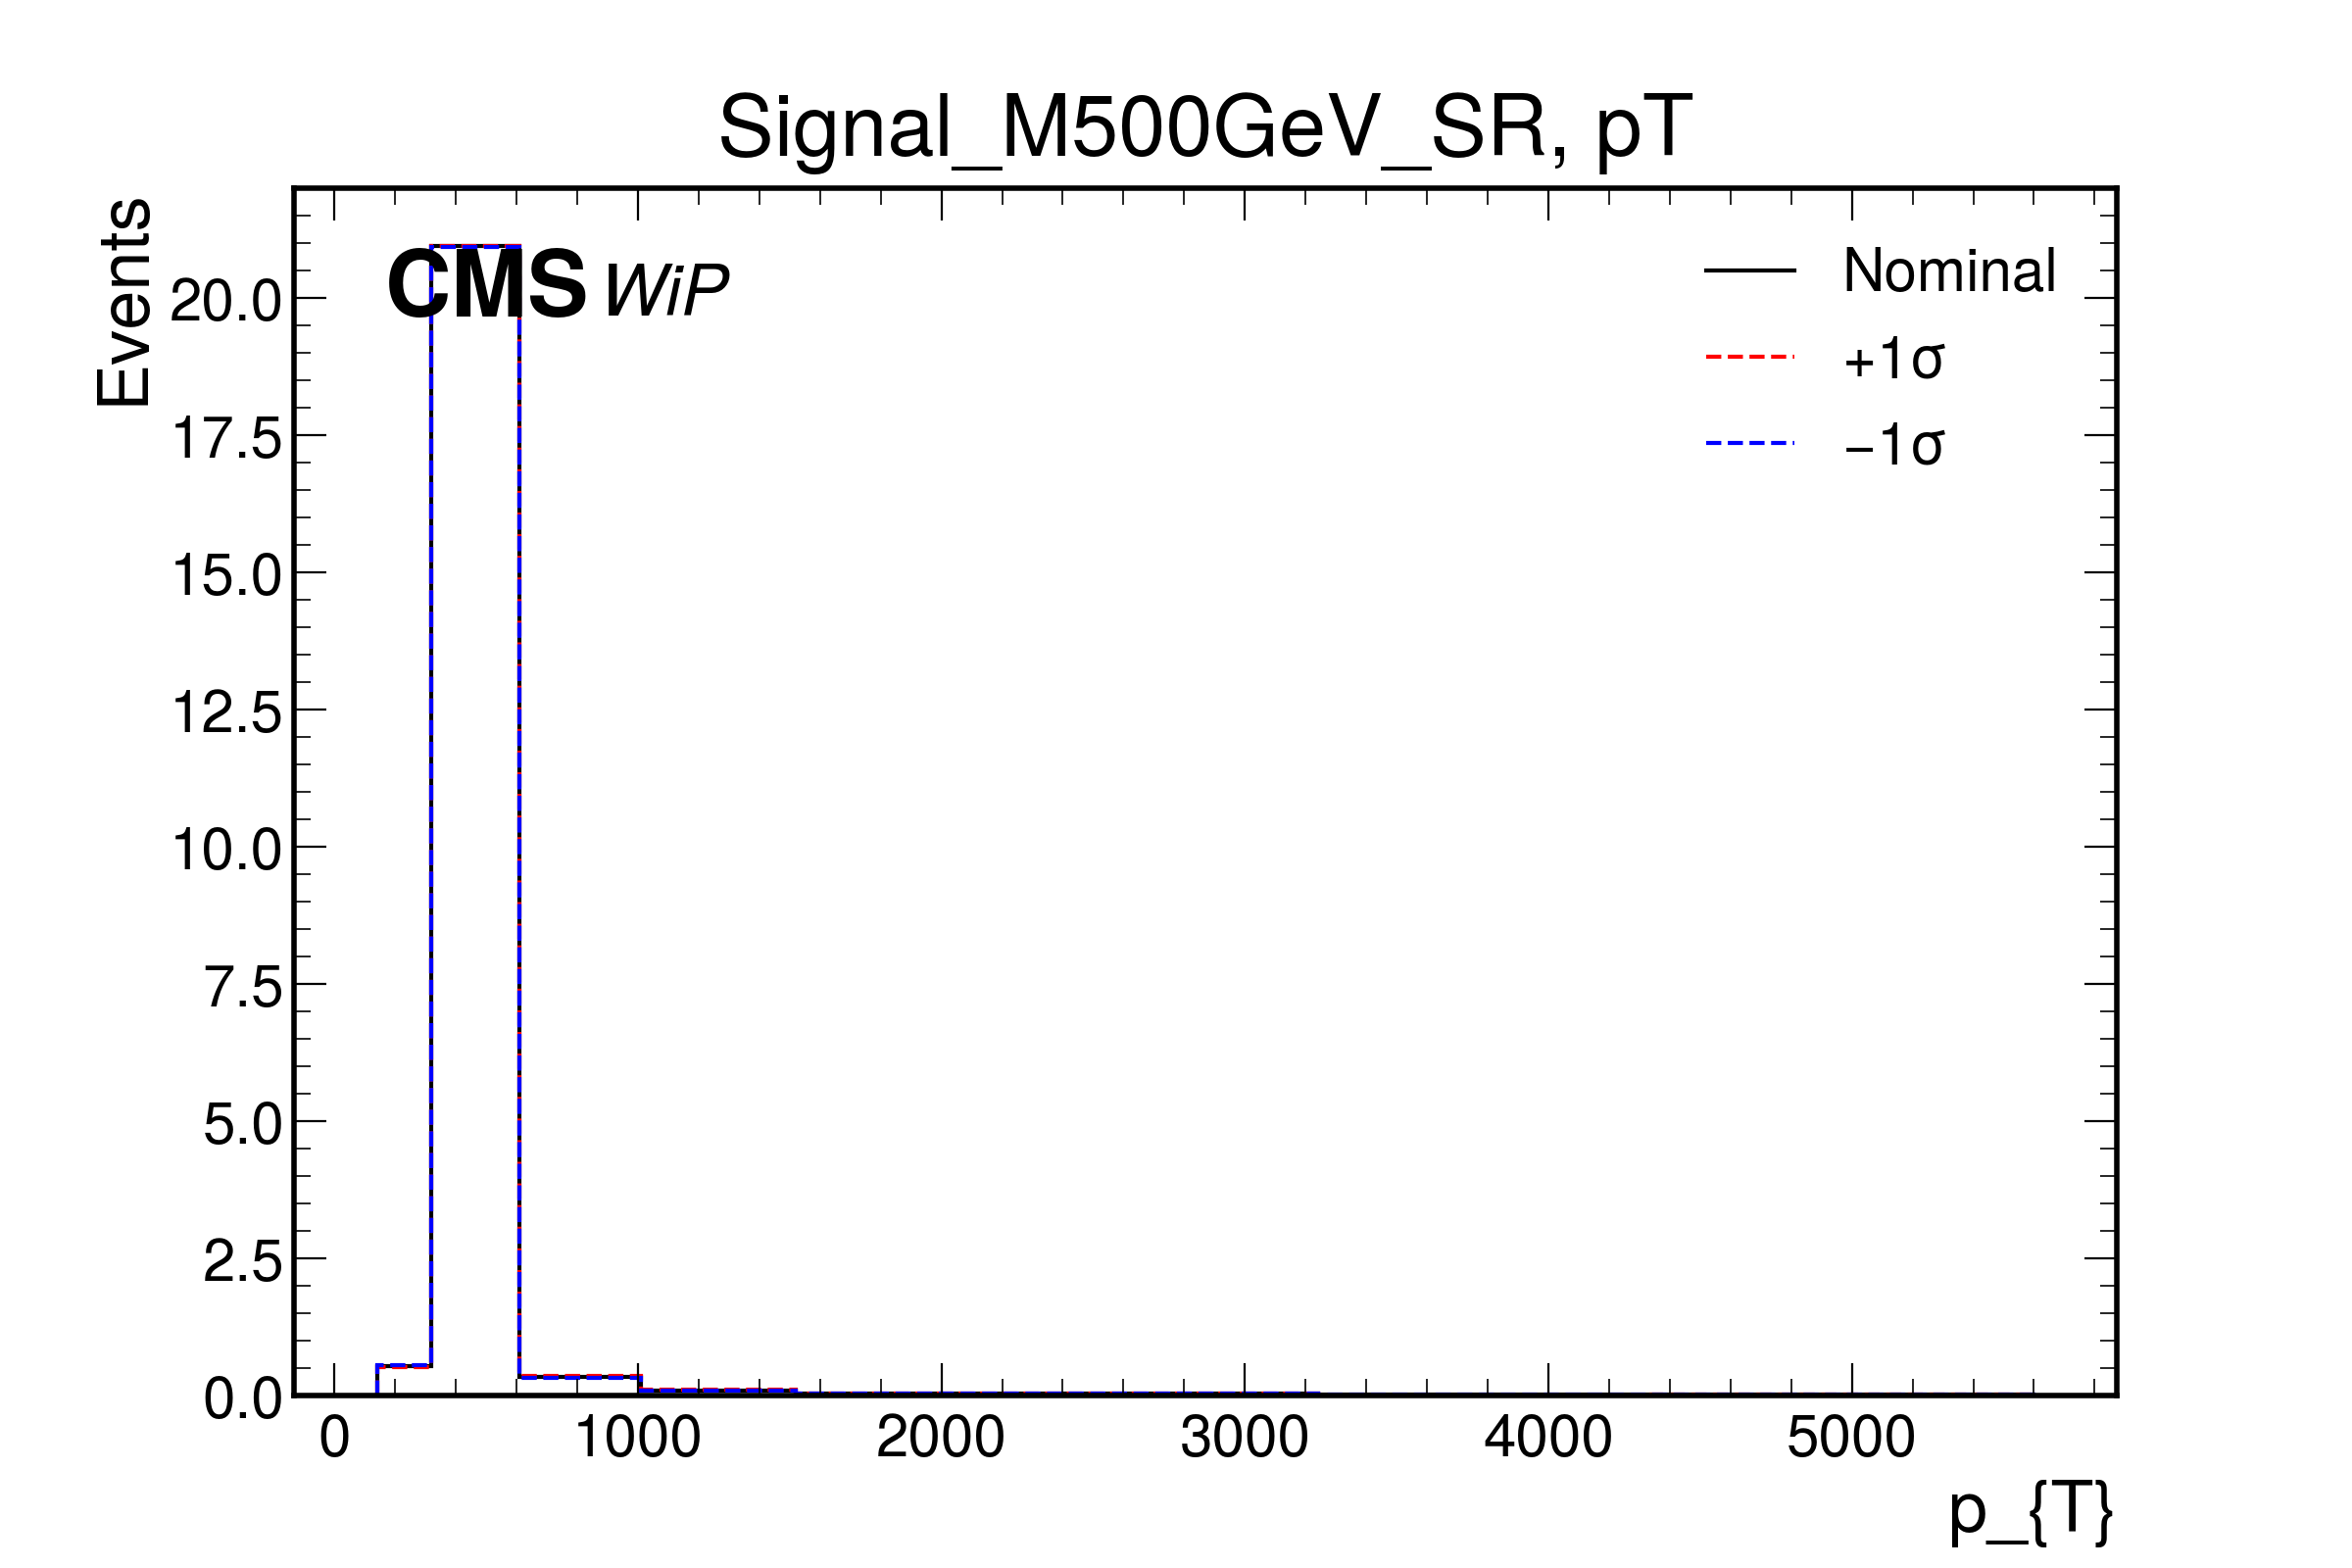 Signal_M500GeV_SR, pT
Events
CMS WiP
Nominal
+1σ
−1σ
20.0
17.5
15.0
12.5
10.0
7.5
5.0
2.5
0.0
0 1000 2000 3000 4000 5000
p_{T}